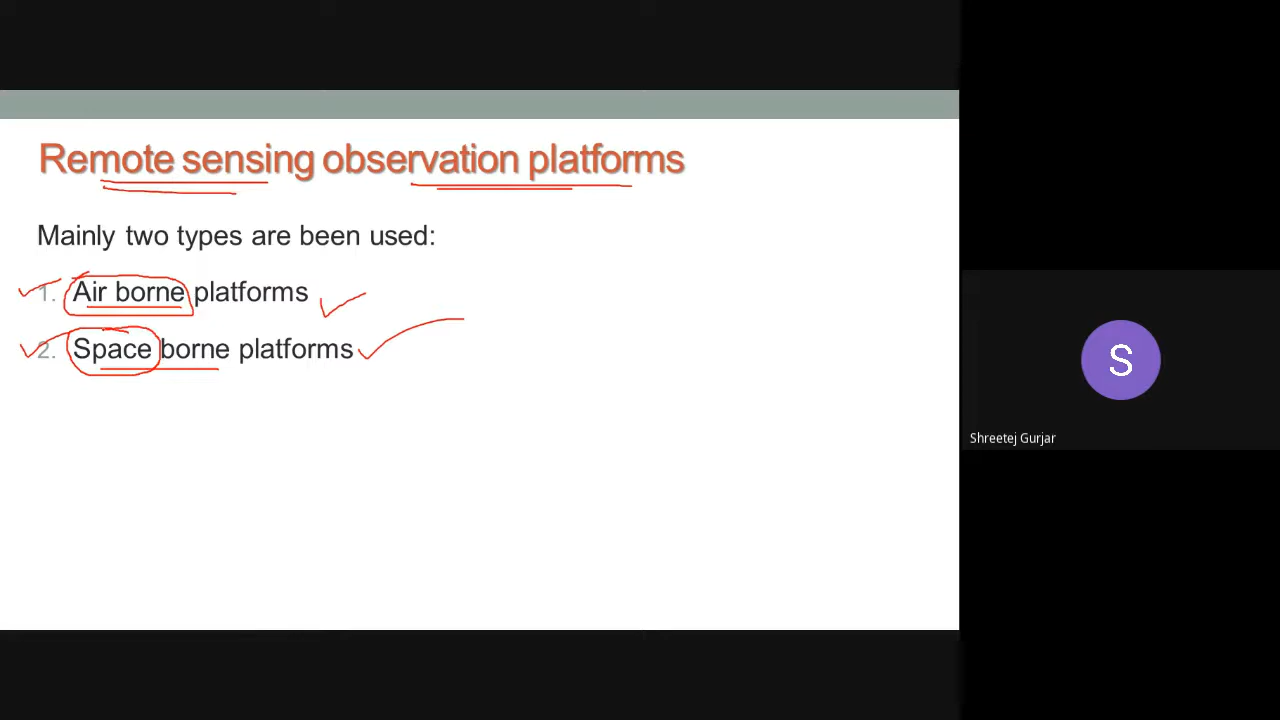 Remote sensing observation platforms
Mainly two types are been used:
1. Air borne platforms
2. Space borne platforms
S
Shreetej Gurjar